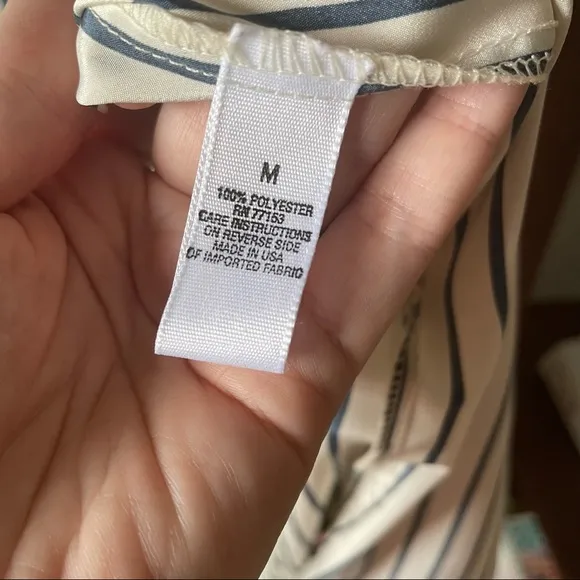 M
100% POLYESTER
RN 77153
CARE INSTRUCTIONS
ON REVERSE SIDE
MADE IN USA
OF IMPORTED FABRIC